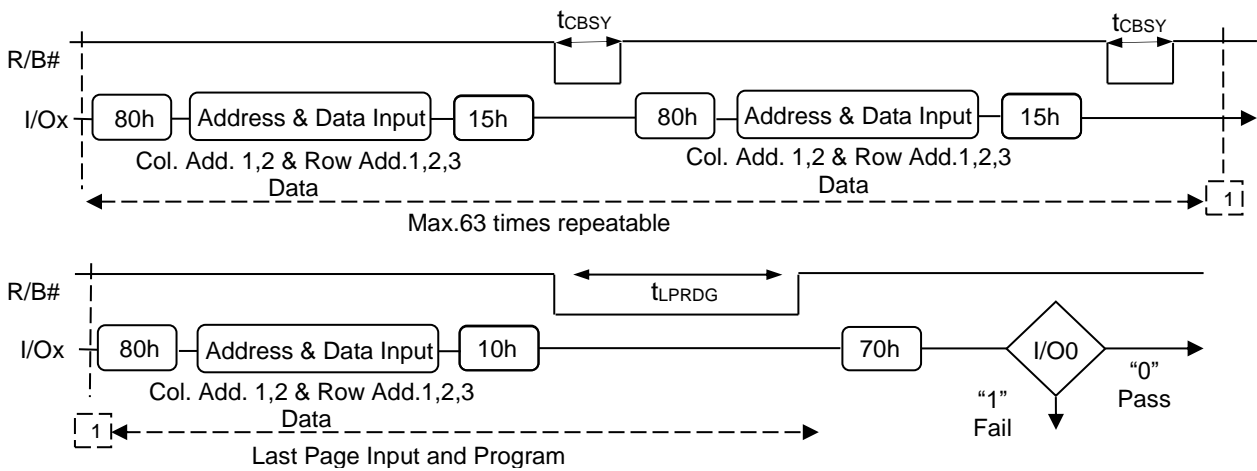 tCBSY tCBSY
R/B#
I/Ox 80h Address & Data Input 15h 80h Address & Data Input 15h
Col. Add. 1,2 & Row Add.1,2,3 Col. Add. 1,2 & Row Add.1,2,3
Data Data
1
Max.63 times repeatable
R/B#
tLPRDG
I/Ox 80h Address & Data Input 10h 70h I/O0
Col. Add. 1,2 & Row Add.1,2,3
Data
“0”
Pass
“1”
Fail
1
Last Page Input and Program